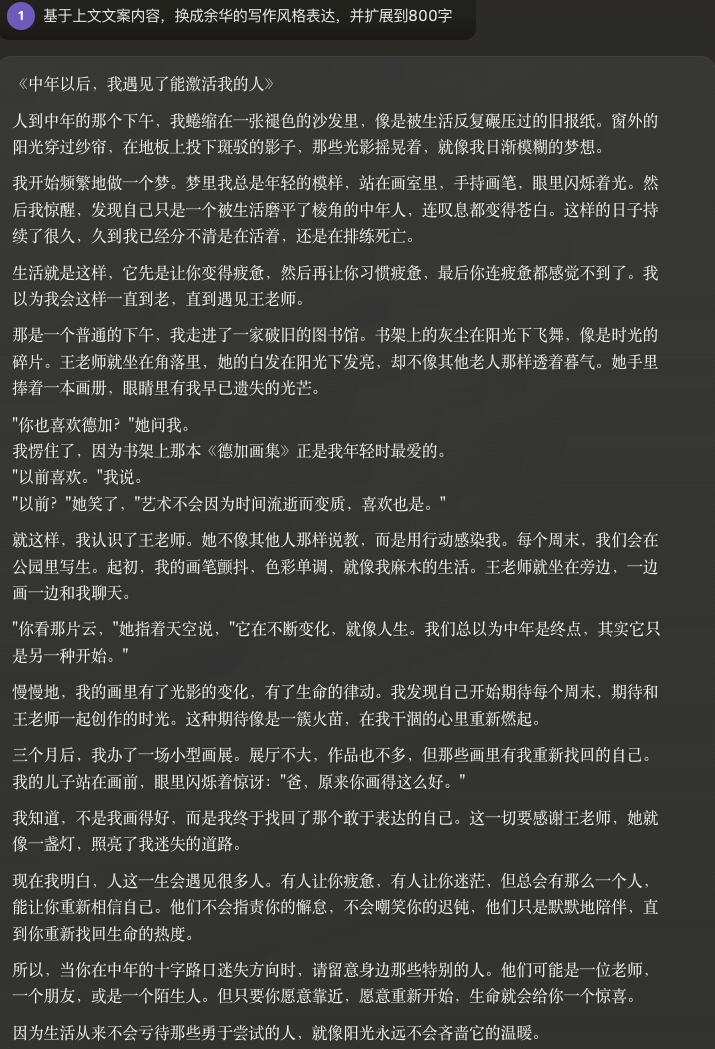 1 基于上文文案内容，换成余华的写作风格表达，并扩展到800字
《中年以后，我遇见了能激活我的人》
人到中年的那个下午，我蜷缩在一张褪色的沙发里，像是被生活反复碾压过的旧报纸。窗外的
阳光穿过纱帘，在地板上投下斑驳的影子，那些光影摇晃着，就像我日渐模糊的梦想。
我开始频繁地做一个梦。梦里我总是年轻的模样，站在画室里，手持画笔，眼里闪烁着光。然
后我惊醒，发现自己只是一个被生活磨平了棱角的中年人，连叹息都变得苍白。这样的日子持
续了很久，久到我已经分不清是在活着，还是在排练死亡。
生活就是这样，它先是让你变得疲惫，然后再让你习惯疲惫，最后你连疲惫都感觉不到了。我
以为我会这样一直到老，直到遇见王老师。
那是一个普通的下午，我走进了一家破旧的图书馆。书架上的灰尘在阳光下飞舞，像是时光的
碎片。王老师就坐在角落里，她的白发在阳光下发亮，却不像其他老人那样透着暮气。她手里
捧着一本画册，眼睛里有我早已遗失的光芒。
"你也喜欢德加？"她问我。
我愣住了，因为书架上那本《德加画集》正是我年轻时最爱的。
"以前喜欢。"我说。
"以前？"她笑了，"艺术不会因为时间流逝而变质，喜欢也是。"
就这样，我认识了王老师。她不像其他人那样说教，而是用行动感染我。每个周末，我们会在
公园里写生。起初，我的画笔颤抖，色彩单调，就像我麻木的生活。王老师就坐在旁边，一边
画一边和我聊天。
"你看那片云，"她指着天空说，"它在不断变化，就像人生。我们总以为中年是终点，其实它只
是另一种开始。"
慢慢地，我的画里有了光影的变化，有了生命的律动。我发现自己开始期待每个周末，期待和
王老师一起创作的时光。这种期待像是一簇火苗，在我干涸的心里重新燃起。
三个月后，我办了一场小型画展。展厅不大，作品也不多，但那些画里有我重新找回的自己。
我的儿子站在画前，眼里闪烁着惊讶："爸，原来你画得这么好。"
我知道，不是我画得好，而是我终于找回了那个敢于表达的自己。这一切要感谢王老师，她就
像一盏灯，照亮了我迷失的道路。
现在我明白，人这一生会遇见很多人。有人让你疲惫，有人让你迷茫，但总会有那么一个人，
能让你重新相信自己。他们不会指责你的懈怠，不会嘲笑你的迟钝，他们只是默默地陪伴，直
到你重新找回生命的热度。
所以，当你在中年的十字路口迷失方向时，请留意身边那些特别的人。他们可能是一位老师，
一个朋友，或是一个陌生人。但只要你愿意靠近，愿意重新开始，生命就会给你一个惊喜。
因为生活从来不会亏待那些勇于尝试的人，就像阳光永远不会吝啬它的温暖。